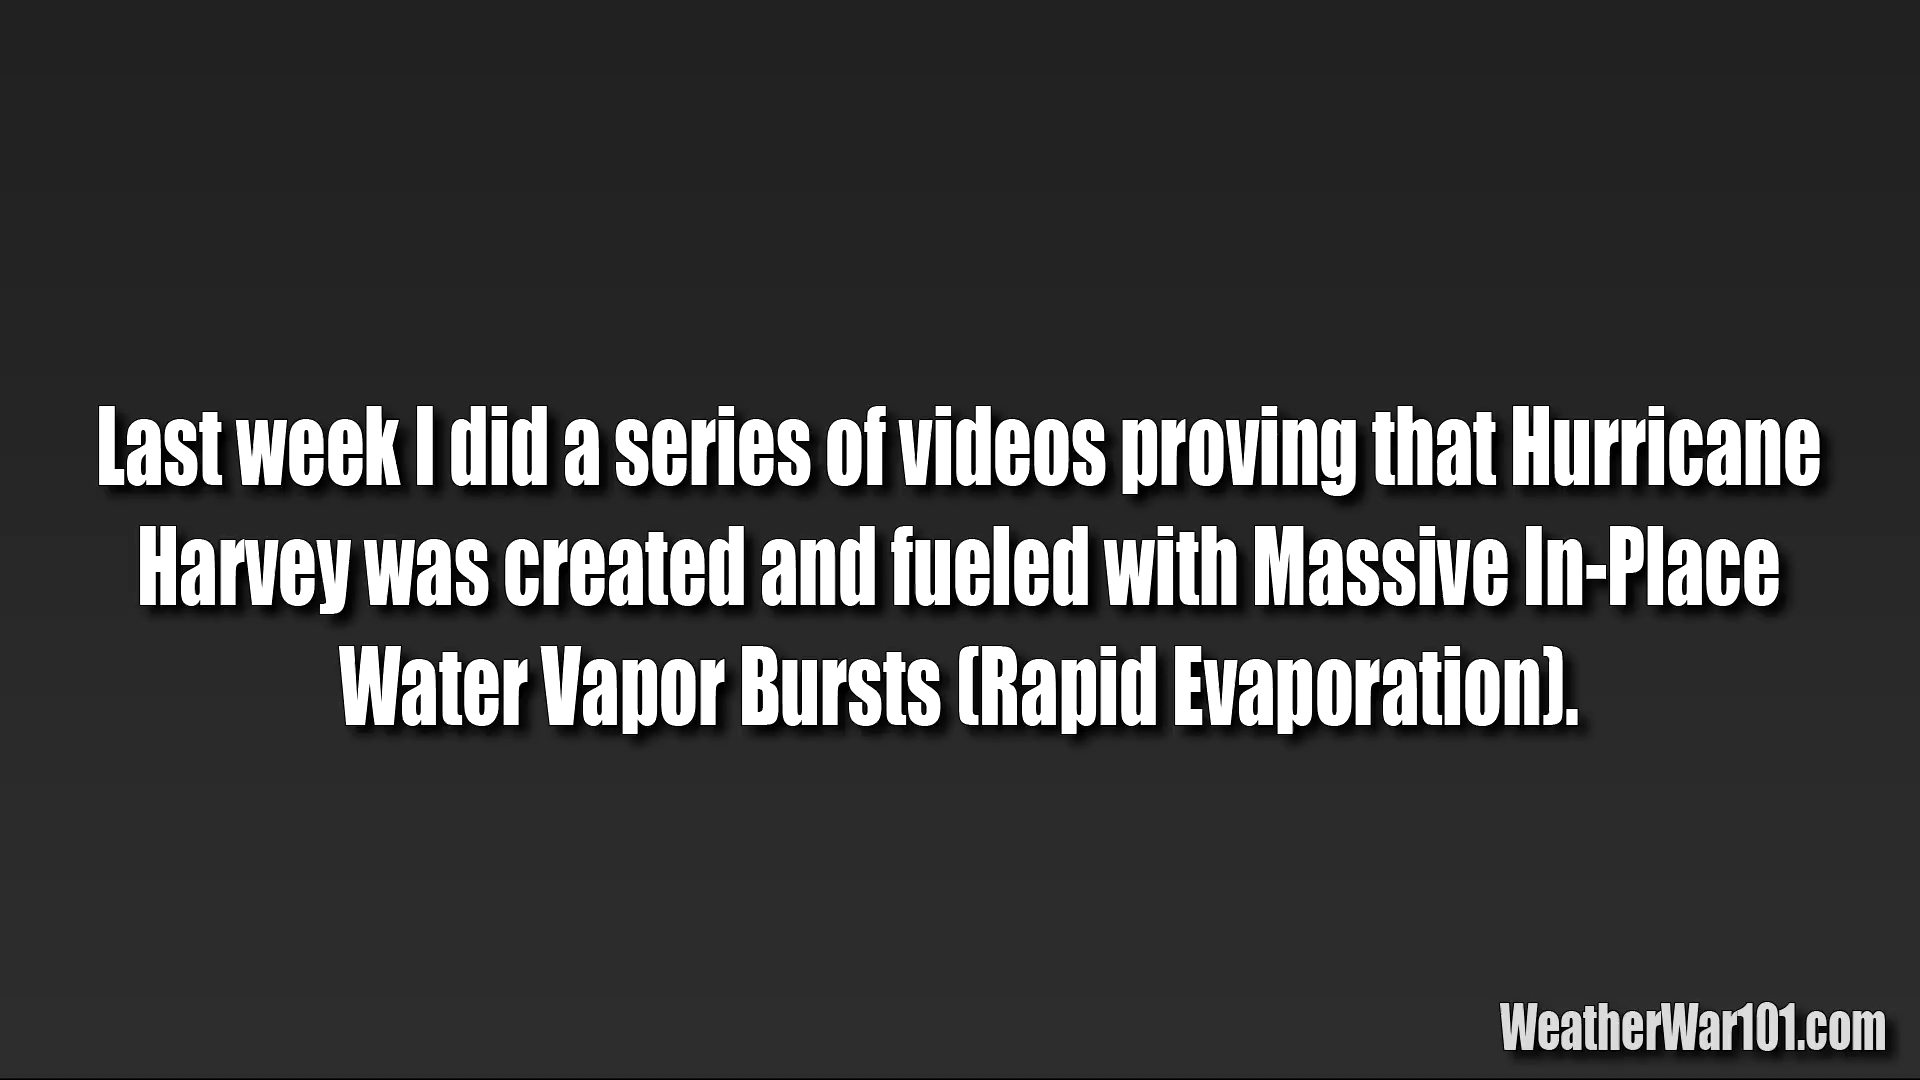 Last week I did a series of videos proving that Hurricane
Harvey was created and fueled with Massive In-Place
Water Vapor Bursts (Rapid Evaporation).
WeatherWar101.com